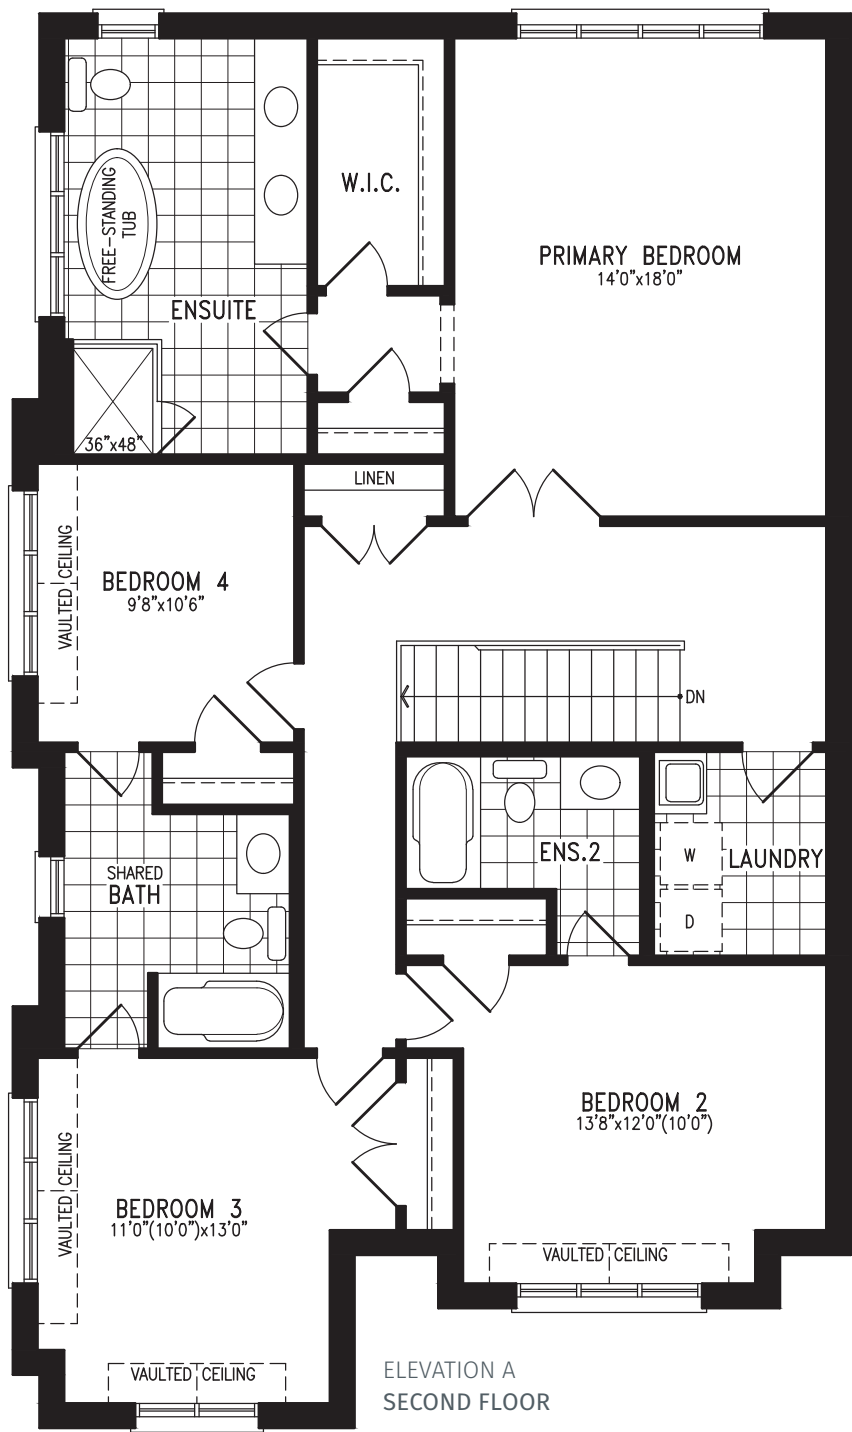 W.I.C.
FREE-STANDING
TUB
PRIMARY BEDROOM
14'0"x18'0"
ENSUITE
36"x48"
LINEN
VAULTED CEILING
BEDROOM 4
9'8"x10'6"
DN
SHARED
BATH
ENS.2
W
LAUNDRY
D
BEDROOM 2
13'8"x12'0"(10'0")
VAULTED CEILING
BEDROOM 3
11'0"(10'0")x13'0"
VAULTED CEILING
VAULTED CEILING
ELEVATION A
SECOND FLOOR